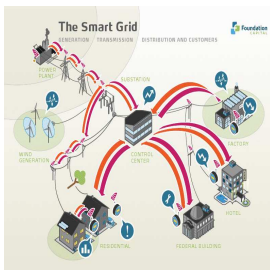 The Smart Grid
Foundation
CAPITAL
GENERATION TRANSMISSION DISTRIBUTION AND CUSTOMERS
POWER
PLANT
SUBSTATION
WIND
GENERATION
CONTROL
CENTER
FACTORY
HOTEL
RESIDENTIAL
FEDERAL BUILDING